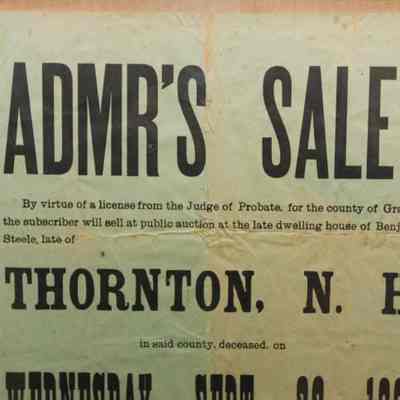 ADMR'S SALE
By virtue of a license from the Judge of Probate, for the county of Gra
the subscriber will sell at public auction at the late dwelling house of Benj
Steele, late of
THORNTON, N. H
in said county, deceased, on
WEDNESDAY, SEPT.